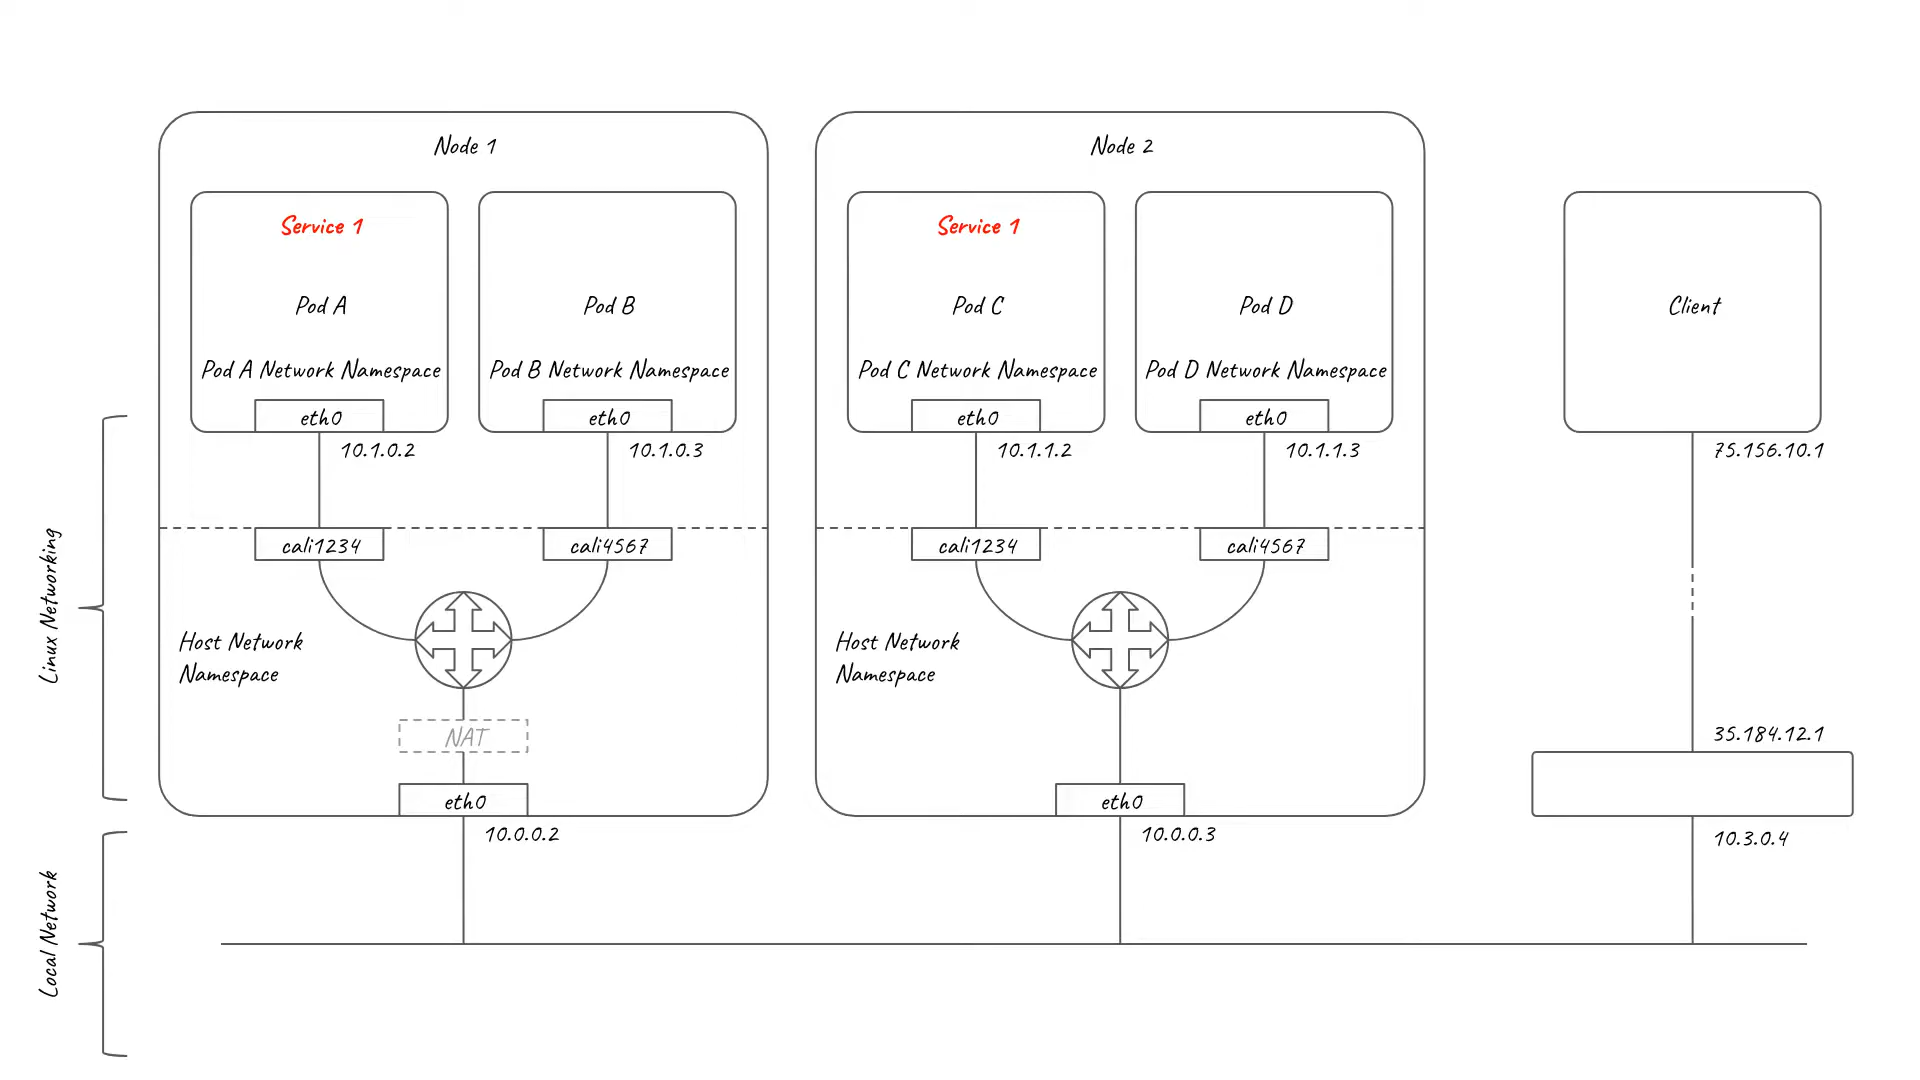 Node 1
Service 1
Pod A
Pod A Network Namespace
eth0
10.1.0.2
Pod B
Pod B Network Namespace
eth0
10.1.0.3
cali1234
cali4567
Host Network
Namespace
NAT
eth0
10.0.0.2
Node 2
Service 1
Pod C
Pod C Network Namespace
eth0
10.1.1.2
Pod D
Pod D Network Namespace
eth0
10.1.1.3
cali1234
cali4567
Host Network
Namespace
eth0
10.0.0.3
Client
75.156.10.1
35.184.12.1
10.3.0.4
Linux Networking
Local Network